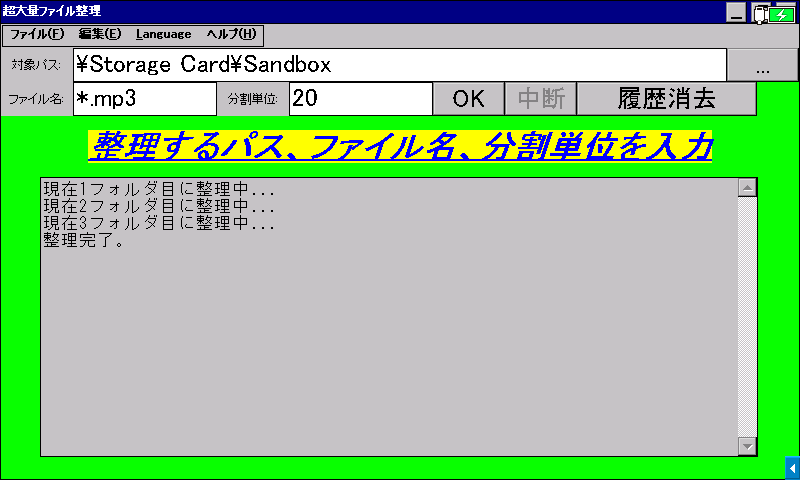 超大量ファイル整理
ファイル(F) 編集(E) Language ヘルプ(H)
対象パス: ¥Storage Card¥Sandbox ...
ファイル名: *.mp3 分割単位: 20 OK 中断 履歴消去
整理するパス、ファイル名、分割単位を入力
現在1フォルダ目に整理中...
現在2フォルダ目に整理中...
現在3フォルダ目に整理中...
整理完了。